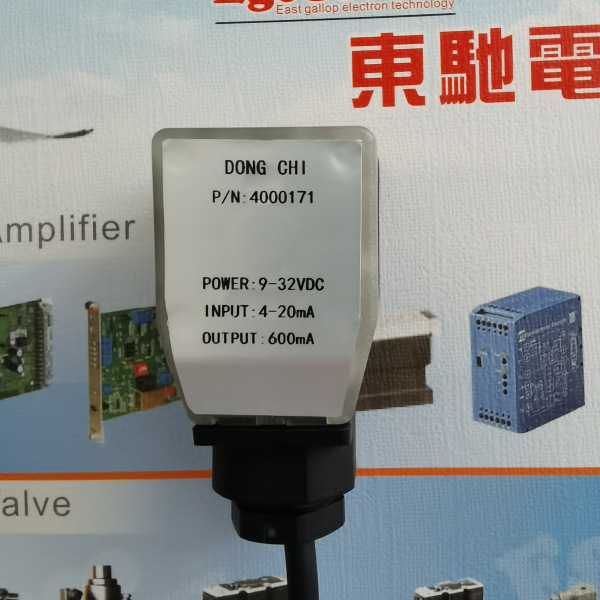 East gallop electron technology
東馳電
DONG CHI
P/N:4000171
Amplifier
POWER:9-32VDC
INPUT:4-20mA
OUTPUT:600mA
Valve